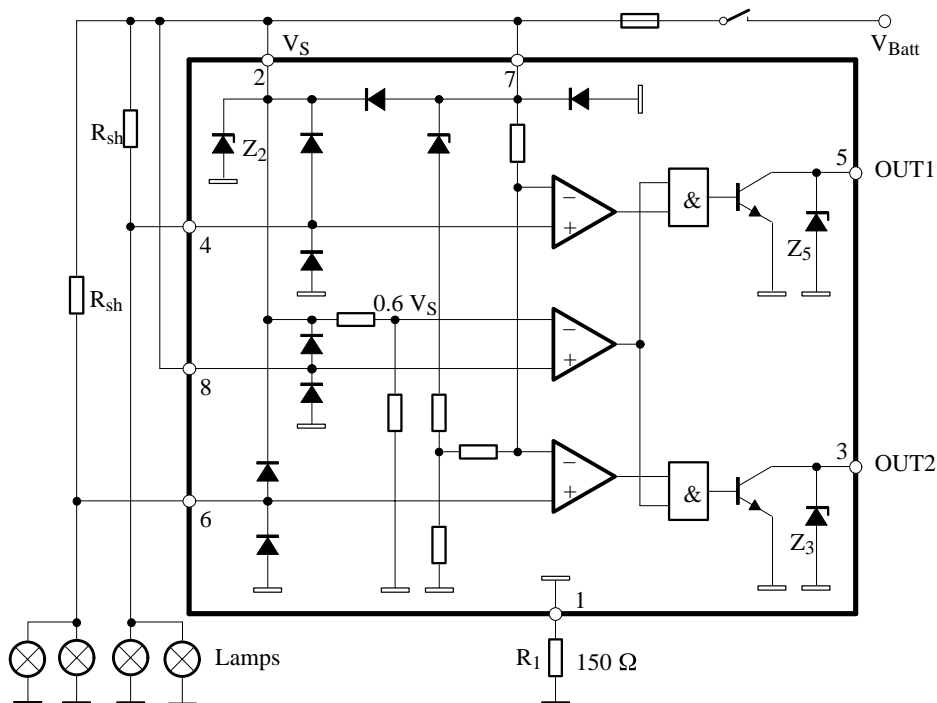 V_S
V_Batt
2
7
R_sh
Z_2
5
OUT1
&
−
+
4
Z_5
R_sh
0.6 V_S
−
+
8
3
OUT2
−
+
&
6
Z_3
1
Lamps
R_1
150 Ω